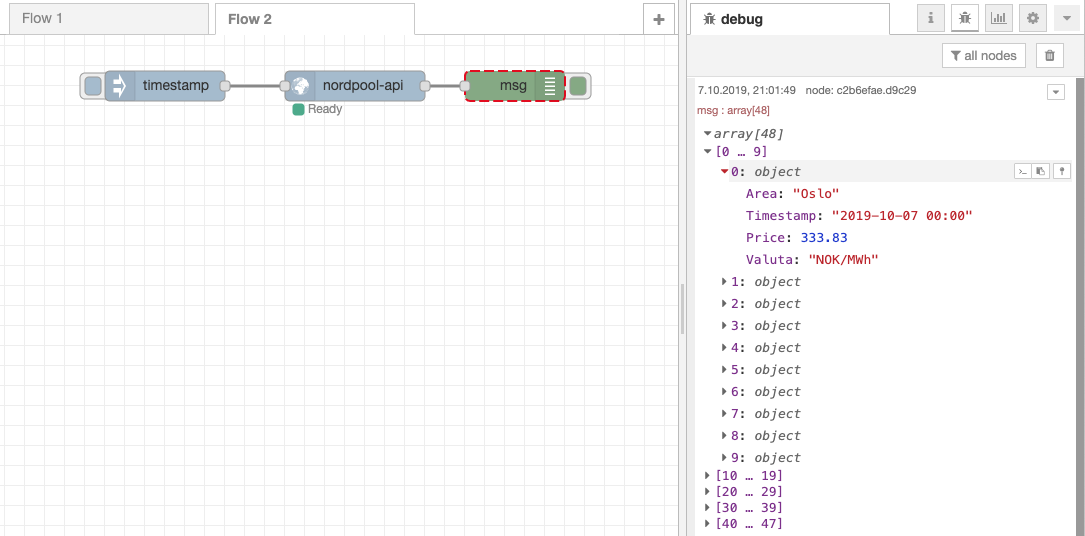 Flow 1
Flow 2
+
timestamp
nordpool-api
msg
Ready
debug
i
all nodes
7.10.2019, 21:01:49 node: c2b6efae.d9c29
msg : array[48]
array[48]
[0 … 9]
0: object
Area: "Oslo"
Timestamp: "2019-10-07 00:00"
Price: 333.83
Valuta: "NOK/MWh"
1: object
2: object
3: object
4: object
5: object
6: object
7: object
8: object
9: object
[10 … 19]
[20 … 29]
[30 … 39]
[40 … 47]